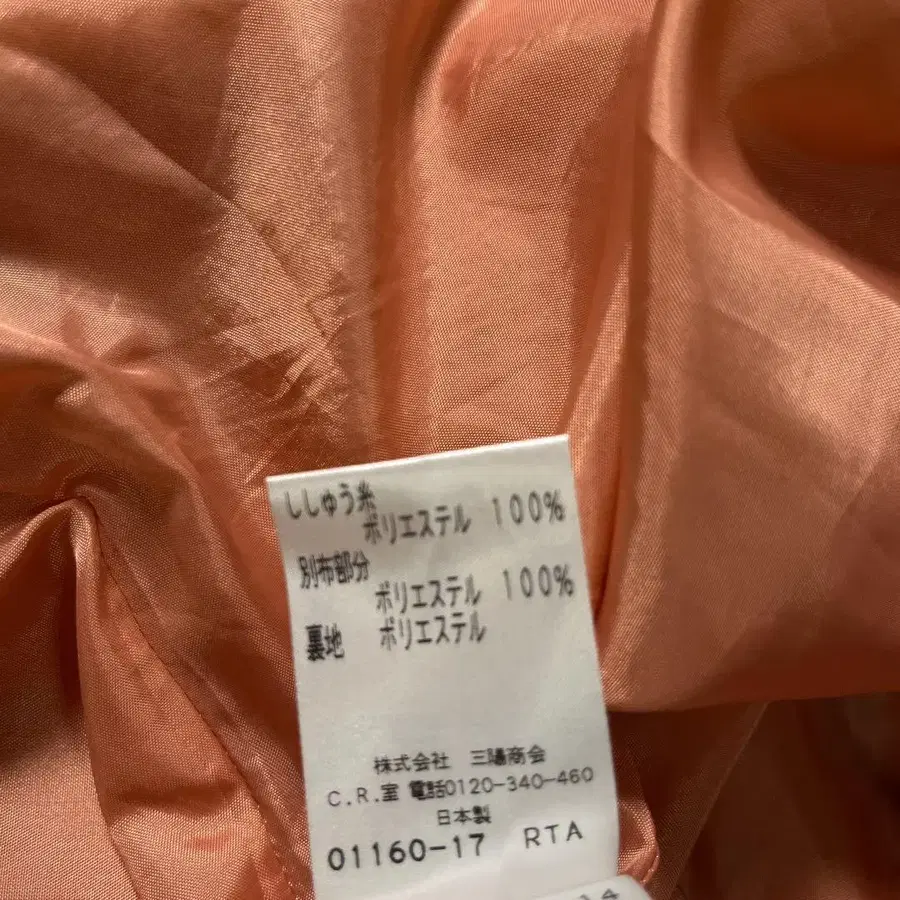 ししゅう糸
ポリエステル 100%
別布部分
ポリエステル 100%
裏地 ポリエステル
株式会社 三陽商会
C.R.室 電話0120-340-460
日本製
01160-17 RTA